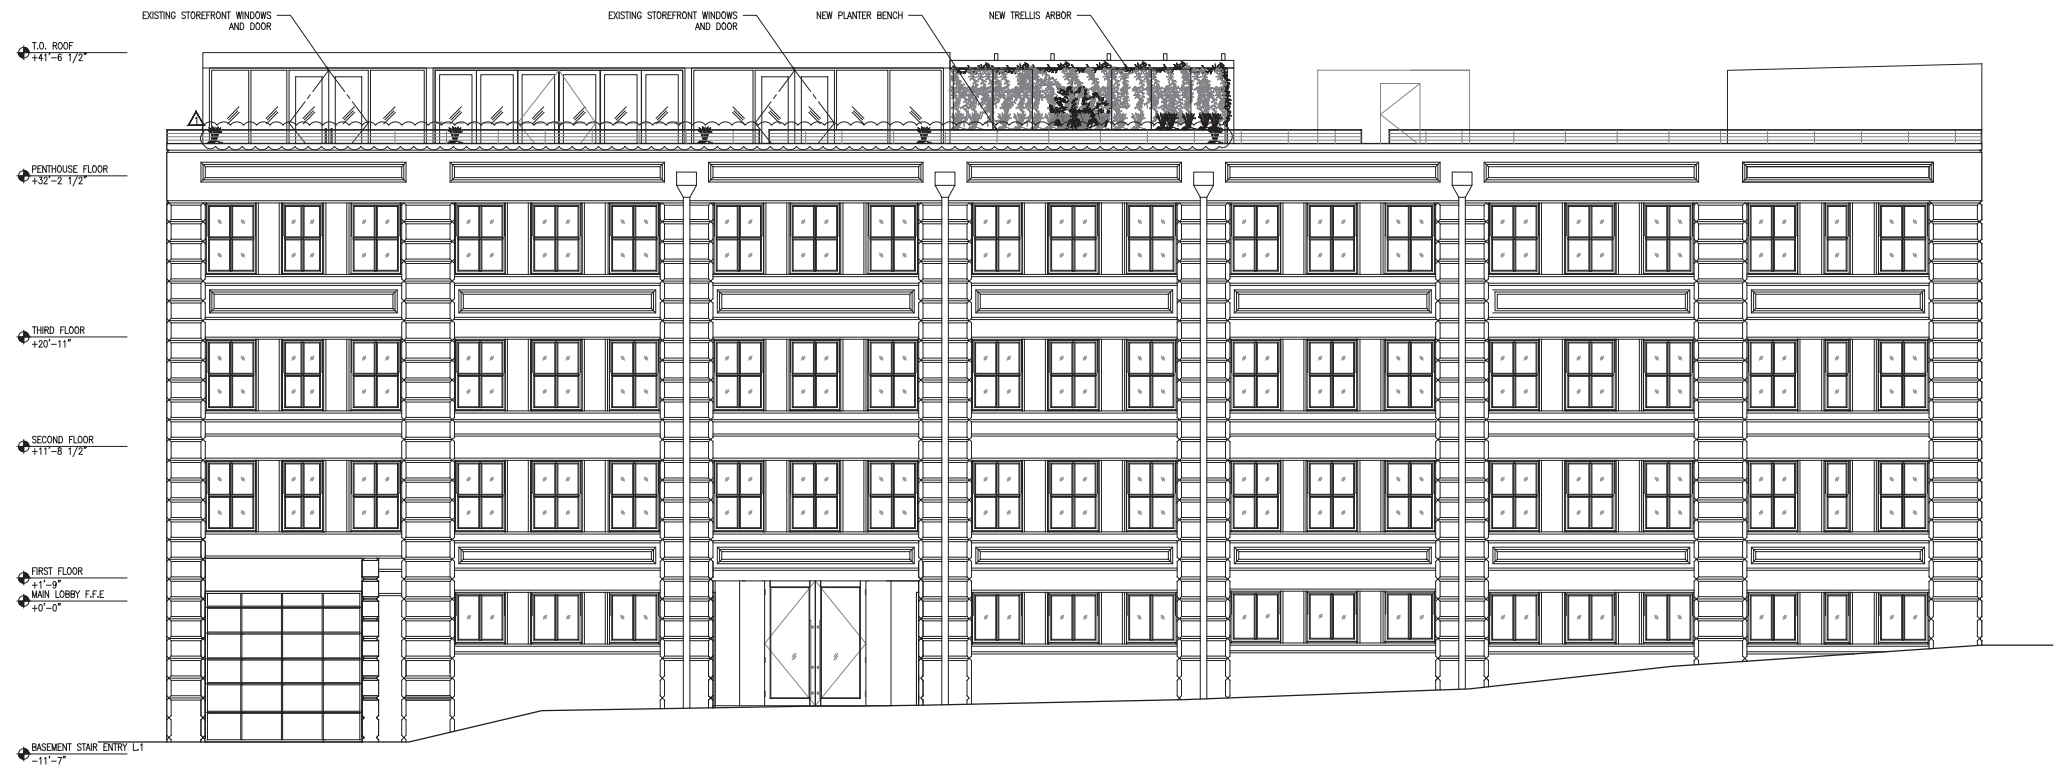 EXISTING STOREFRONT WINDOWS
AND DOOR
EXISTING STOREFRONT WINDOWS
AND DOOR
NEW PLANTER BENCH
NEW TRELLIS ARBOR
T.O. ROOF
+41'-6 1/2"
1
PENTHOUSE FLOOR
+32'-2 1/2"
THIRD FLOOR
+20'-11"
SECOND FLOOR
+11'-8 1/2"
FIRST FLOOR
+1'-9"
MAIN LOBBY F.F.E
+0'-0"
BASEMENT STAIR ENTRY L.1
-11'-7"